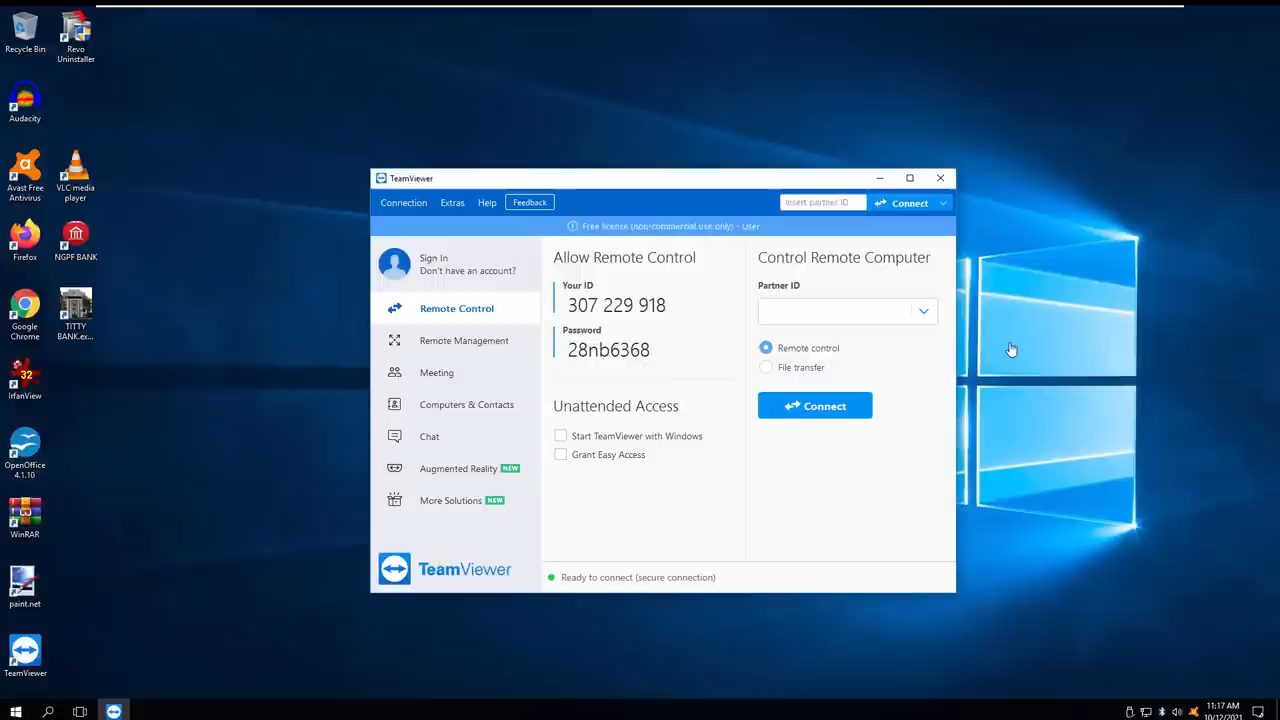 Recycle Bin
Revo
Uninstaller
Audacity
Avast Free
Antivirus
VLC media
player
Firefox
NGPF BANK
Google
Chrome
TITTY
BANK.ex...
32
IrfanView
OpenOffice
4.1.10
WinRAR
paint.net
TeamViewer
TeamViewer
Connection Extras Help Feedback
Insert partner ID Connect
Free license (non-commercial use only) - User
Sign In
Don't have an account?
Remote Control
Remote Management
Meeting
Computers & Contacts
Chat
Augmented Reality NEW
More Solutions NEW
TeamViewer
Allow Remote Control
Your ID
307 229 918
Password
28nb6368
Unattended Access
Start TeamViewer with Windows
Grant Easy Access
Control Remote Computer
Partner ID
Remote control
File transfer
Connect
Ready to connect (secure connection)
11:17 AM
10/12/2021